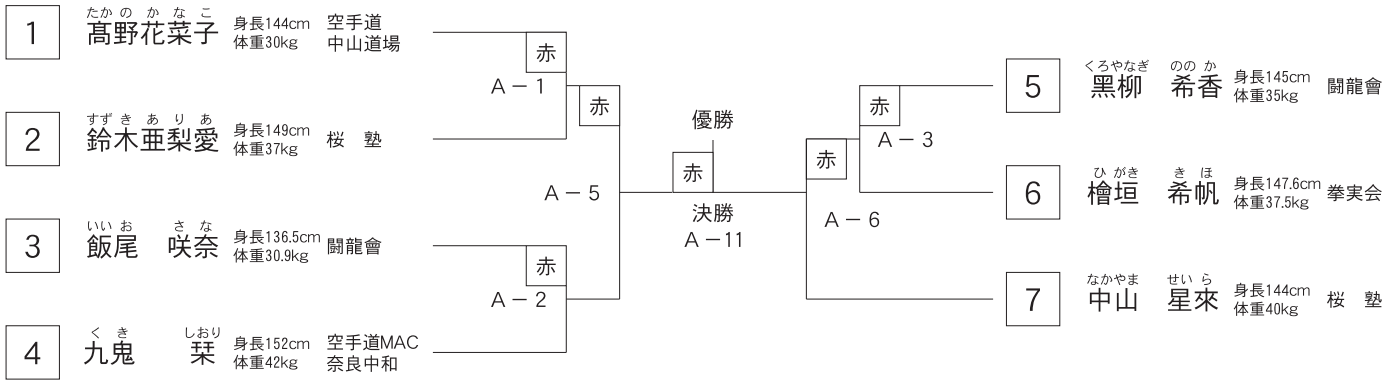 たか の か な こ
1 髙野花菜子 身長144cm 体重30kg 空手道 中山道場
赤
A－1
すず き あ り あ
2 鈴木亜梨愛 身長149cm 体重37kg 桜 塾
赤
A－5
いい お さ な
3 飯尾 咲奈 身長136.5cm 体重30.9kg 闘龍會
赤
A－2
く き しおり
4 九鬼 栞 身長152cm 体重42kg 空手道MAC 奈良中和
優勝
赤
決勝
A－11
くろやなぎ ののか
5 黑柳 希香 身長145cm 体重35kg 闘龍會
赤
A－3
赤
A－6
ひ がき き ほ
6 檜垣 希帆 身長147.6cm 体重37.5kg 拳実会
なかやま せい ら
7 中山 星來 身長144cm 体重40kg 桜 塾